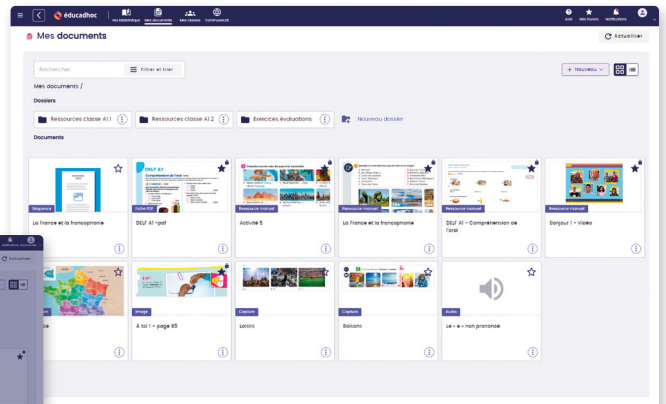 éducadhoc
Ma bibliothèque Mes documents Mes classes Communauté
Aide Mes favoris Notifications
Mes documents
Actualiser
Rechercher
Filtrer et trier
+ Nouveau
Mes documents /
Dossiers
Ressources classe A1.1
Ressources classe A1.2
Exercices évaluations
Nouveau dossier
Documents
Séquence
La France et la francophonie
DELF A1
Compréhension de l'oral
Fiche PDF
DELF A1 -pdf
Ressource manuel
Activité 5
Ressource manuel
La France et la francophonie
Ressource manuel
DELF A1 - Compréhension de
l'oral
Ressource manuel
Bonjour ! - Vidéo
Image
À toi ! - page 65
Capture
Loisirs
Capture
Saisons
Audio
Le « e » non prononcé
Actualiser